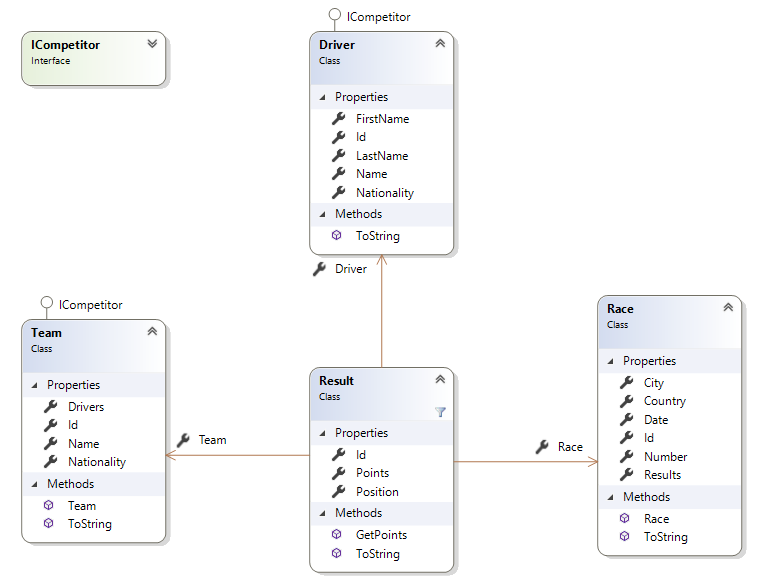 ICompetitor
Interface
ICompetitor
Driver
Class
Properties
FirstName
Id
LastName
Name
Nationality
Methods
ToString
Driver
ICompetitor
Team
Class
Properties
Drivers
Id
Name
Nationality
Methods
Team
ToString
Team
Result
Class
Properties
Id
Points
Position
Methods
GetPoints
ToString
Race
Race
Class
Properties
City
Country
Date
Id
Number
Results
Methods
Race
ToString